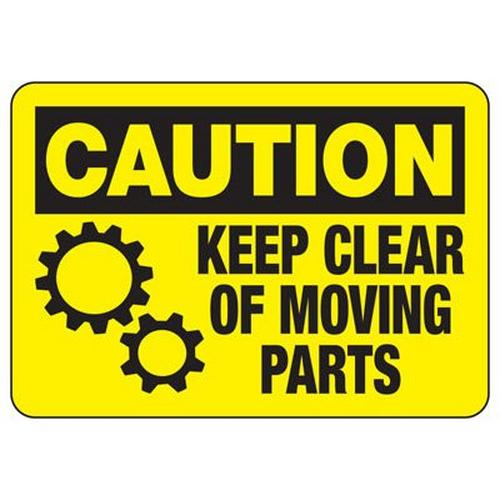 CAUTION
KEEP CLEAR
OF MOVING
PARTS